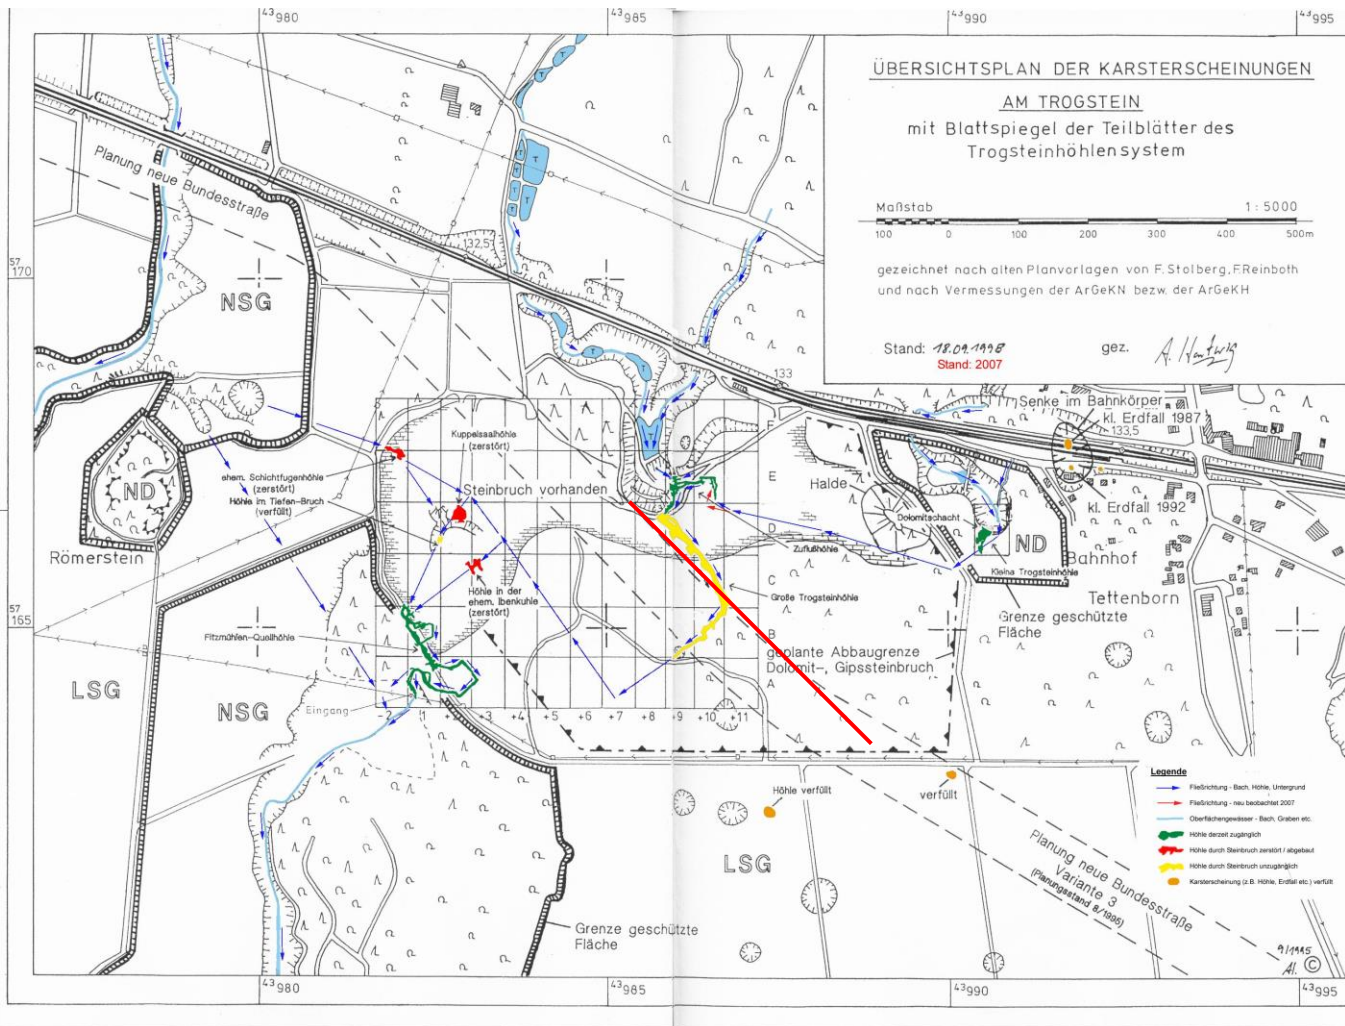 43980
43985
43990
43995
ÜBERSICHTSPLAN DER KARSTERSCHEINUNGEN
AM TROGSTEIN
mit Blattspiegel der Teilblätter des
Trogsteinhöhlensystem
Maßstab
1 : 5000
100 0 100 200 300 400 500m
gezeichnet nach alten Planvorlagen von F. Stolberg, F. Reinboth
und nach Vermessungen der ArGeKN bezw. der ArGeKH
Stand: 18.09.1998
gez. A. Hartwig
Stand: 2007
Planung neue Bundesstraße
132,5
57170
NSG
133
Senke im Bahnkörper
kl. Erdfall 1987
133,5
Kuppelsaalhöhle
(zerstört)
F
ehem. Schichtfugenhöhle
(zerstört)
Höhle im Tiefen-Bruch
(verfüllt)
Steinbruch vorhanden
E
Halde
ND
kl. Erdfall 1992
Dolomitschacht
D
Zuflußhöhle
ND
Bahnhof
Römerstein
Kleine Trogsteinhöhle
Höhle in der
ehem. Ibenkuhle
(zerstört)
C
Große Trogsteinhöhle
Tettenborn
Grenze geschützte
Fläche
57165
Fitzmühlen-Quellhöhle
B
geplante Abbaugrenze
Dolomit-, Gipssteinbruch
LSG
NSG
A
Eingang
- 2 1 +3 +4 +5 +6 +7 +8 +9 +10 +11
Höhle verfüllt
verfüllt
Legende
Fließrichtung - Bach, Höhle, Untergrund
Fließrichtung - neu beobachtet 2007
Oberflächengewässer - Bach, Graben etc.
Höhle derzeit zugänglich
Höhle durch Steinbruch zerstört / abgebaut
Höhle durch Steinbruch unzugänglich
Karsterscheinung (z.B. Höhle, Erdfall etc.) verfüllt
LSG
Planung neue Bundesstraße
Variante 3
(Planungsstand 8/1995)
Grenze geschützte
Fläche
9/1995
Al. ©
43980
43985
43990
43995